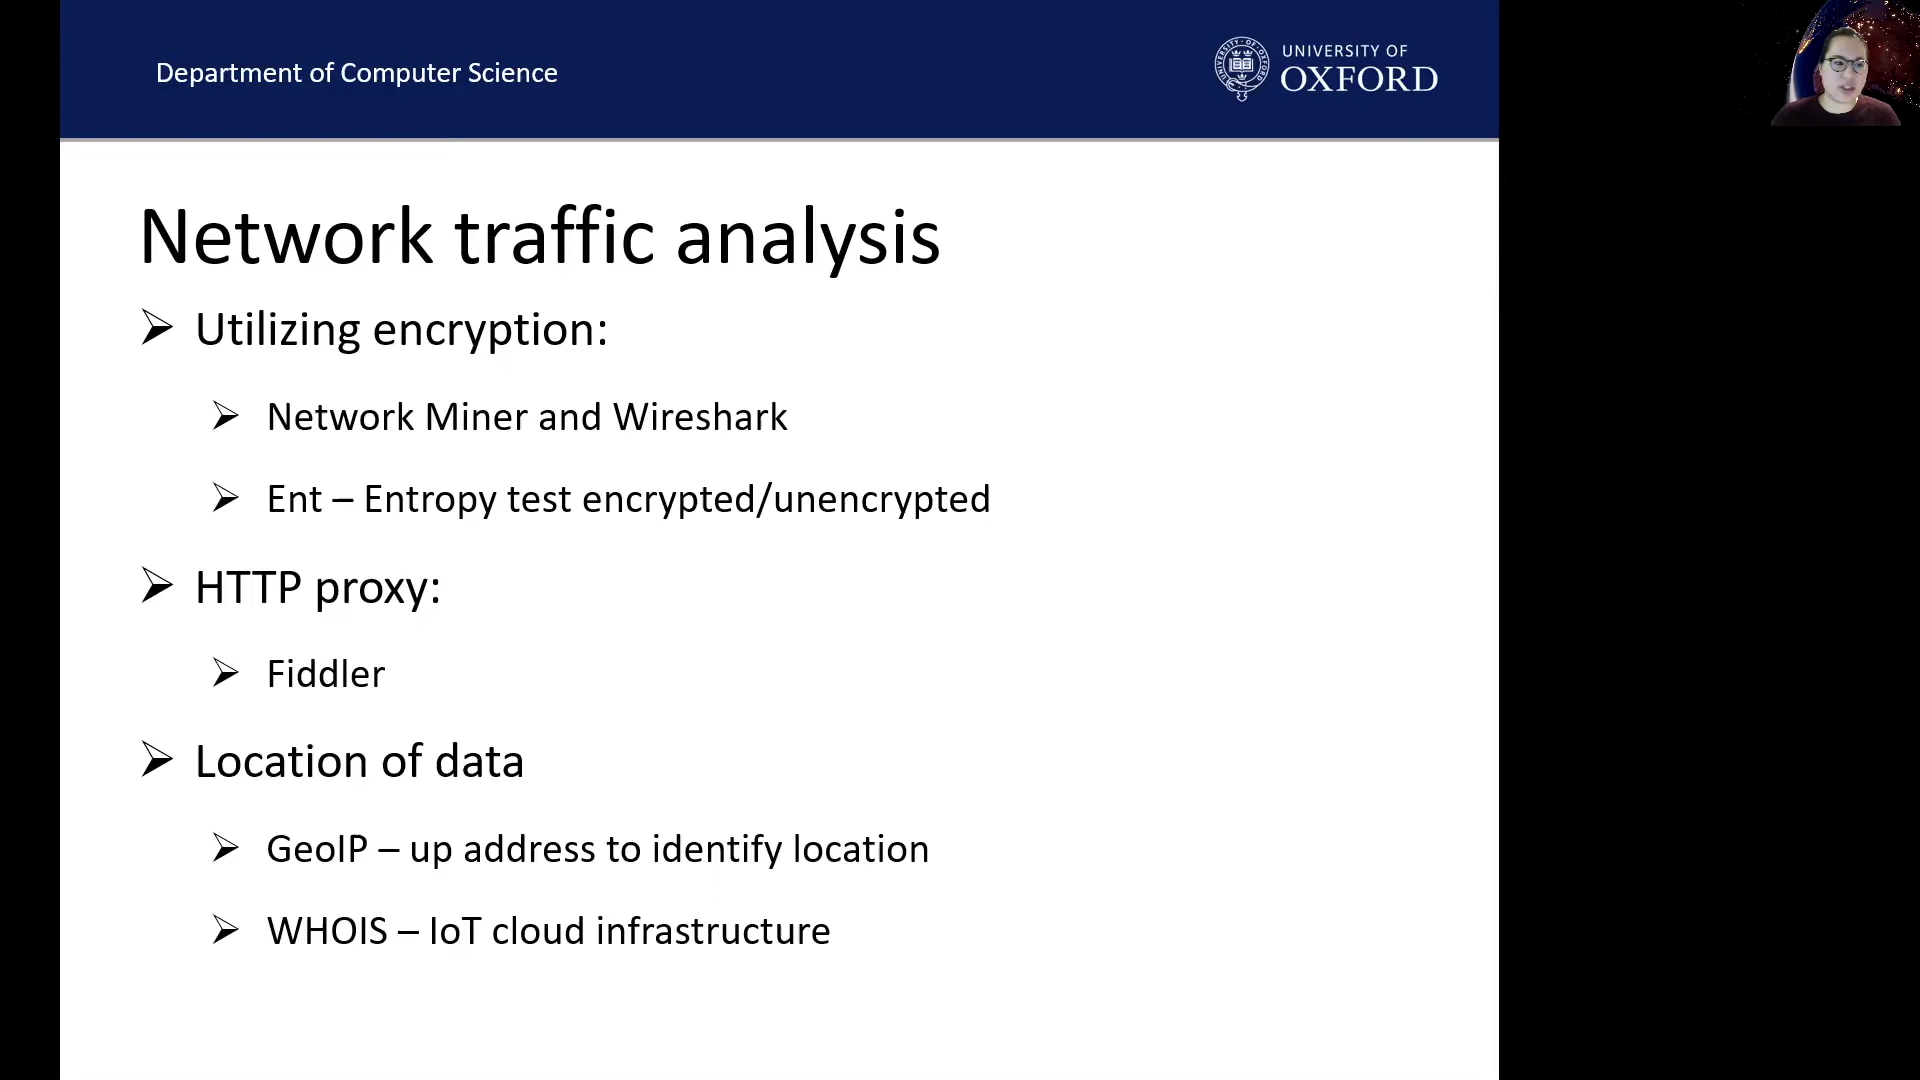 Department of Computer Science
UNIVERSITY OF
OXFORD
Network traffic analysis
➢ Utilizing encryption:
➢ Network Miner and Wireshark
➢ Ent – Entropy test encrypted/unencrypted
➢ HTTP proxy:
➢ Fiddler
➢ Location of data
➢ GeoIP – up address to identify location
➢ WHOIS – IoT cloud infrastructure